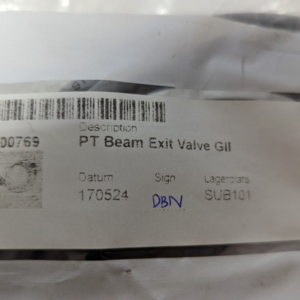 Description
00769 PT Beam Exit Valve GII
Datum Sign Lagerplats
170524 DBN SUB101